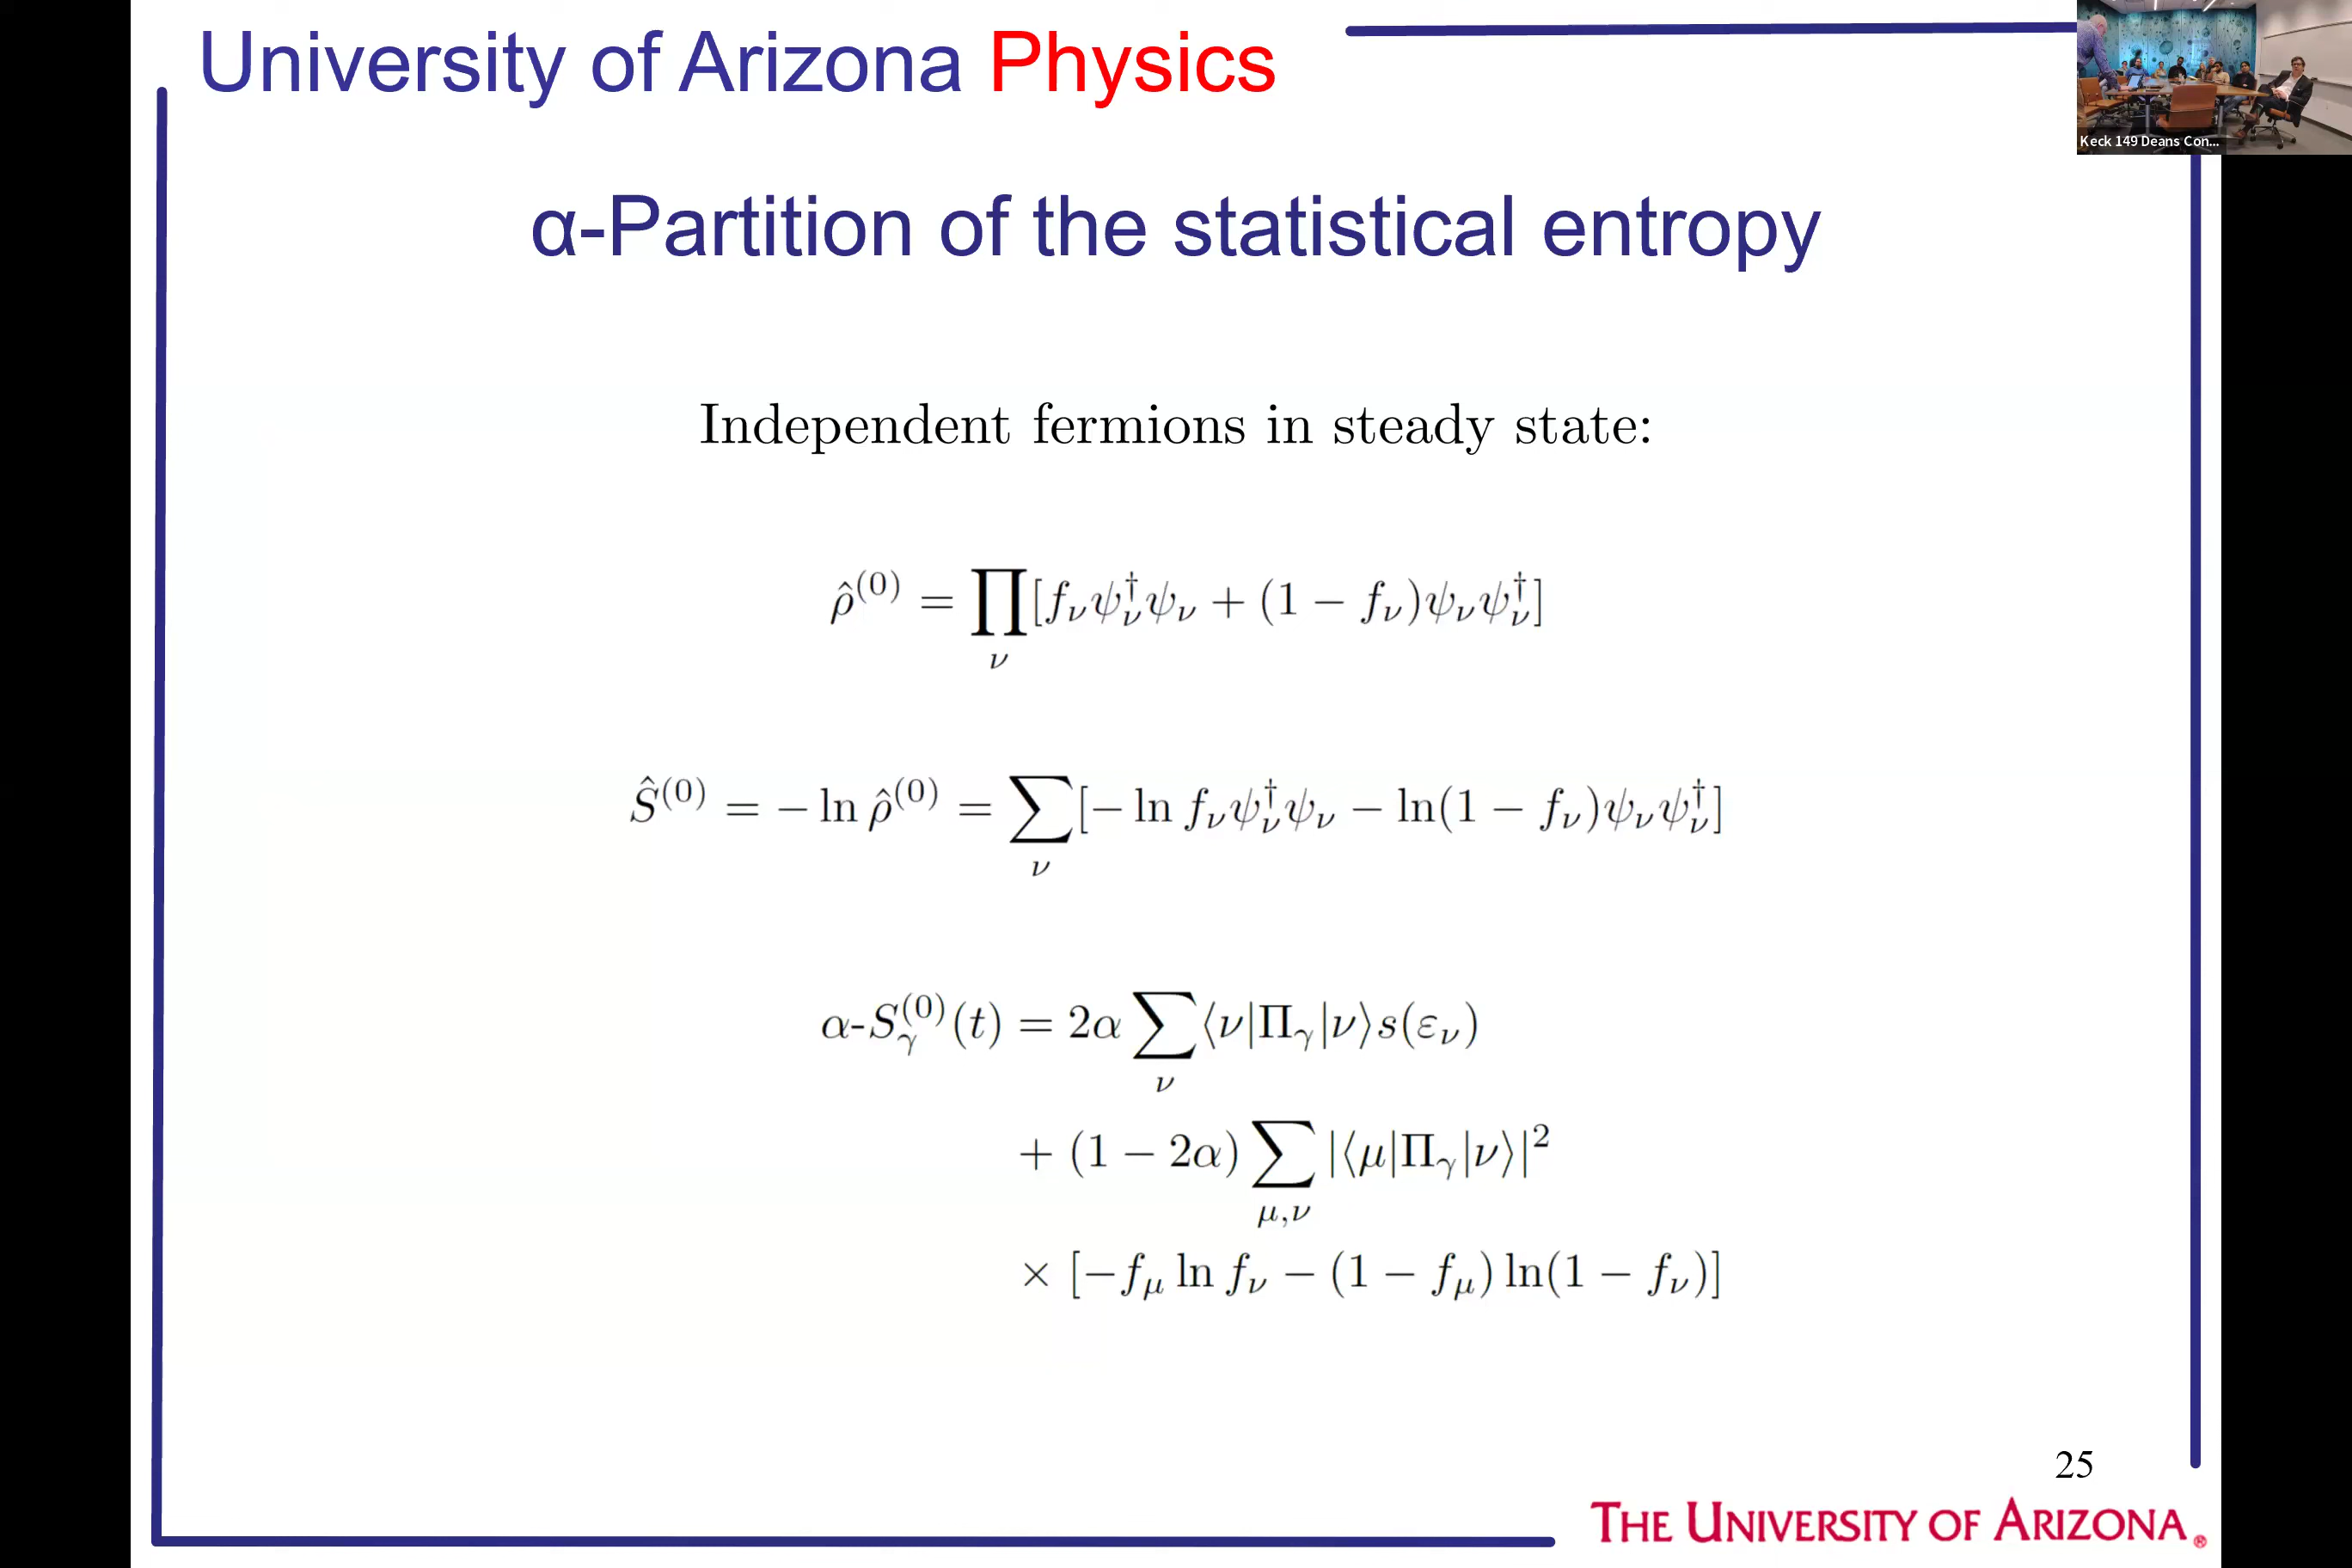 University of Arizona Physics
Keck 149 Deans Con...
α-Partition of the statistical entropy
Independent fermions in steady state:
ρ̂⁽⁰⁾ = ∏_ν [f_ν ψ_ν^† ψ_ν + (1 − f_ν) ψ_ν ψ_ν^†]
Ŝ⁽⁰⁾ = − ln ρ̂⁽⁰⁾ = ∑_ν [− ln f_ν ψ_ν^† ψ_ν − ln(1 − f_ν) ψ_ν ψ_ν^†]
α-S_γ^{(0)}(t) = 2α ∑_ν ⟨ν|Π_γ|ν⟩ s(ε_ν)
+ (1 − 2α) ∑_{μ,ν} |⟨μ|Π_γ|ν⟩|²
× [−f_μ ln f_ν − (1 − f_μ) ln(1 − f_ν)]
25
THE UNIVERSITY OF ARIZONA®